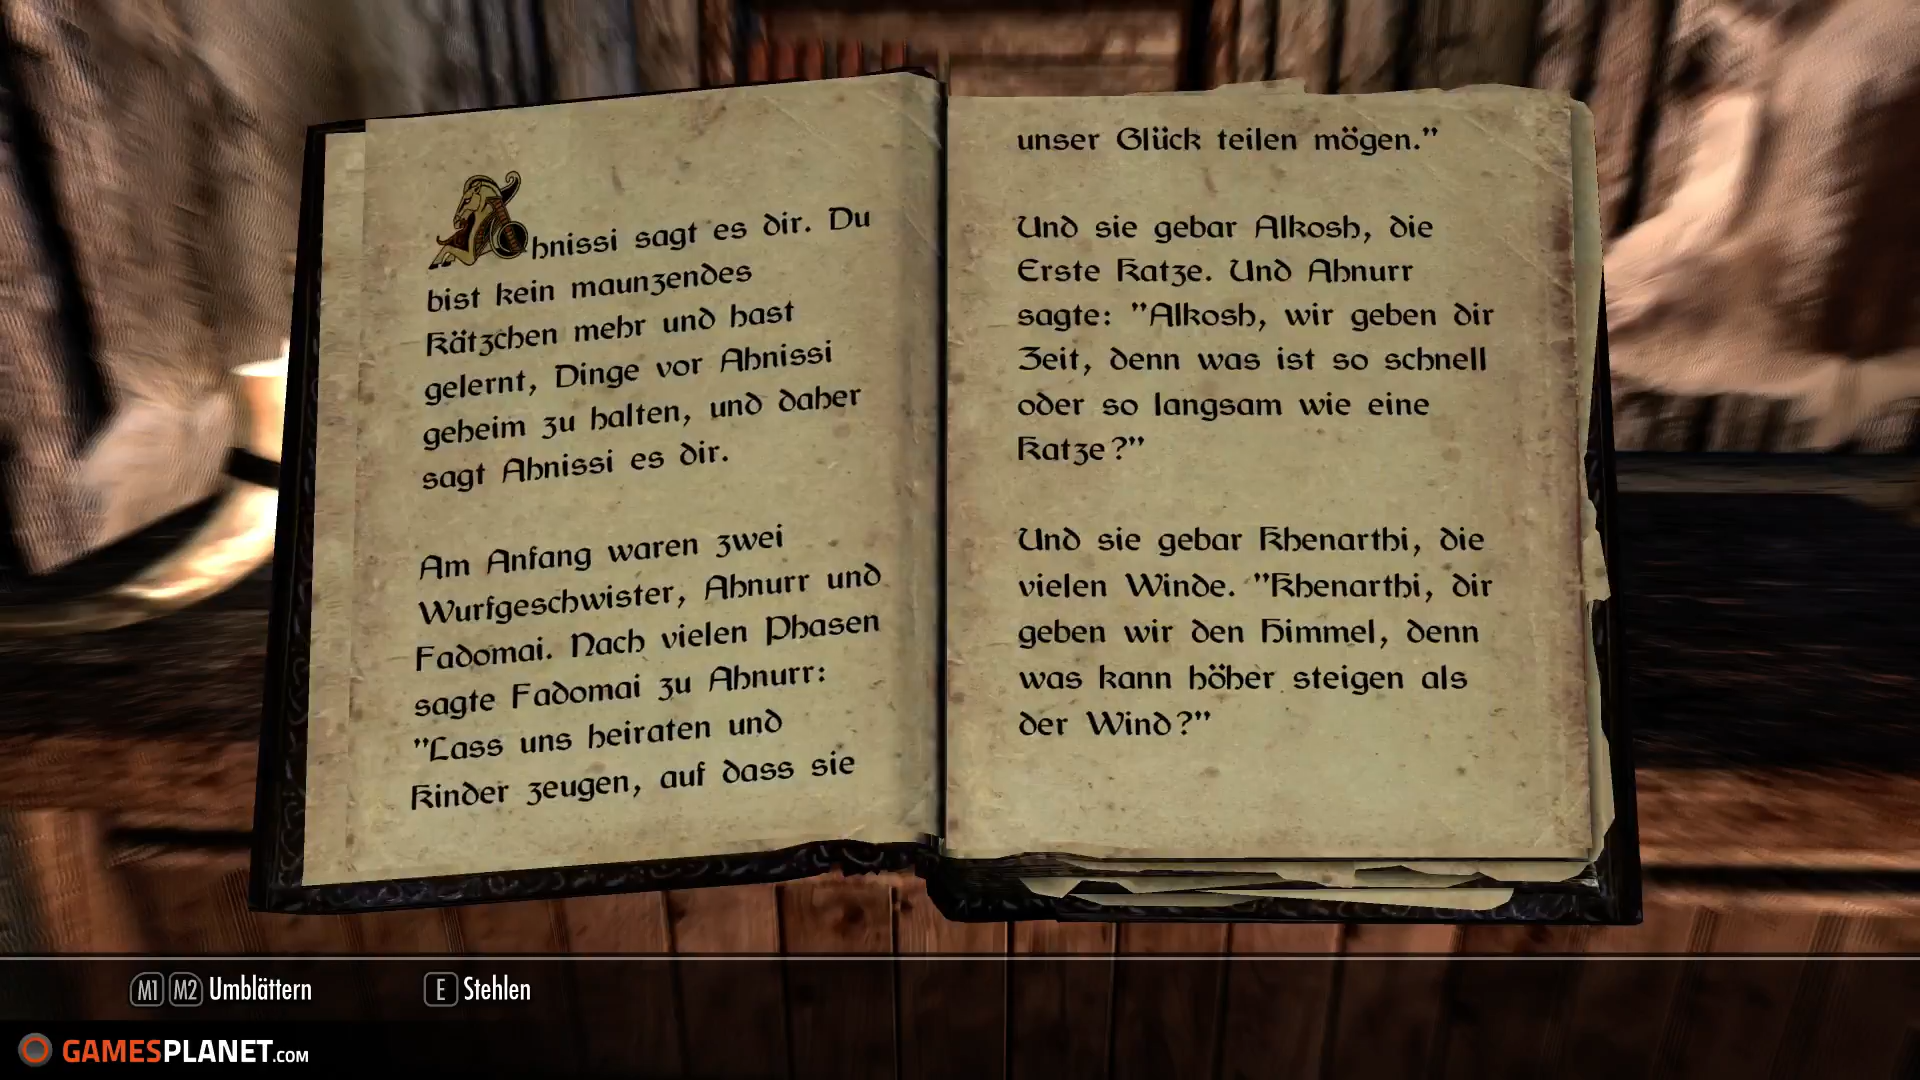 Ahnissi sagt es dir. Du
bist kein maunzendes
Kätzchen mehr und hast
gelernt, Dinge vor Ahnissi
geheim zu halten, und daher
sagt Ahnissi es dir.
Am Anfang waren zwei
Wurfgeschwister, Ahnurr und
Fadomai. Nach vielen Phasen
sagte Fadomai zu Ahnurr:
"Lass uns heiraten und
Kinder zeugen, auf dass sie
unser Glück teilen mögen."
Und sie gebar Alkosh, die
Erste Katze. Und Ahnurr
sagte: "Alkosh, wir geben dir
Zeit, denn was ist so schnell
oder so langsam wie eine
Katze?"
Und sie gebar Khenarthi, die
vielen Winde. "Khenarthi, dir
geben wir den Himmel, denn
was kann höher steigen als
der Wind?"
M1 M2 Umblättern E Stehlen
GAMESPLANET.COM